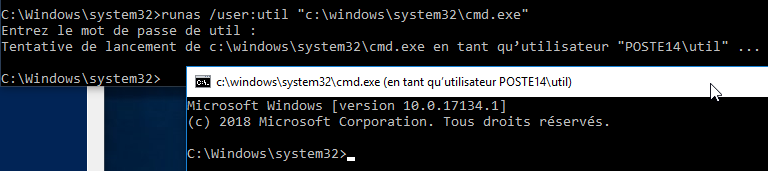 C:\Windows\system32>runas /user:util "c:\windows\system32\cmd.exe"
Entrez le mot de passe de util :
Tentative de lancement de c:\windows\system32\cmd.exe en tant qu’utilisateur "POSTE14\util" ...
C:\Windows\system32>
c:\windows\system32\cmd.exe (en tant qu’utilisateur POSTE14\util)
Microsoft Windows [version 10.0.17134.1]
(c) 2018 Microsoft Corporation. Tous droits réservés.
C:\Windows\system32>